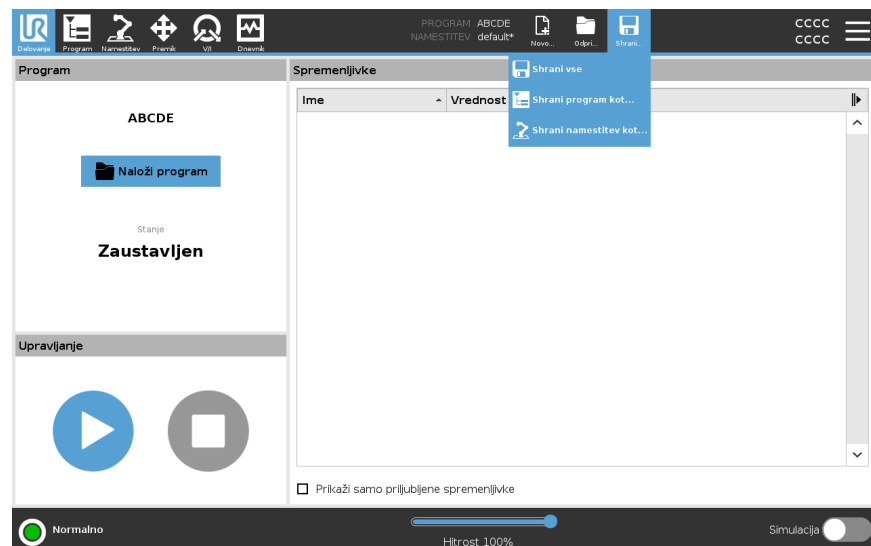 UR
PROGRAM ABCDE
NAMESTITEV default*
CCCC
CCCC
Delovanje Program Namestitev Premik V/I Dnevnik Novo... Odpri... Shrani...
Program
Spremenljivke
Shrani vse
Shrani program kot...
Shrani namestitev kot...
Ime Vrednost
ABCDE
Naloži program
Stanje
Zaustavljen
Upravljanje
Prikaži samo priljubljene spremenljivke
Normalno
Hitrost 100%
Simulacija